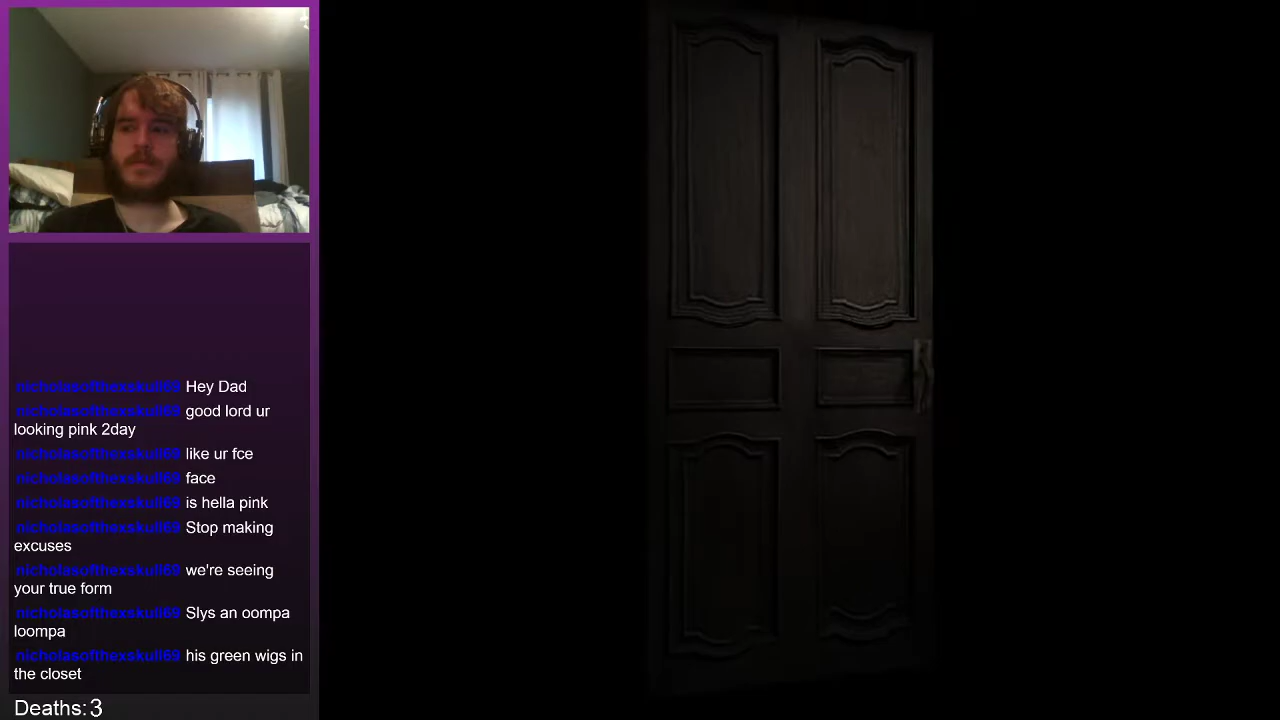 nicholasofthexskull69 Hey Dad
nicholasofthexskull69 good lord ur
looking pink 2day
nicholasofthexskull69 like ur fce
nicholasofthexskull69 face
nicholasofthexskull69 is hella pink
nicholasofthexskull69 Stop making
excuses
nicholasofthexskull69 we're seeing
your true form
nicholasofthexskull69 Slys an oompa
loompa
nicholasofthexskull69 his green wigs in
the closet
Deaths:3